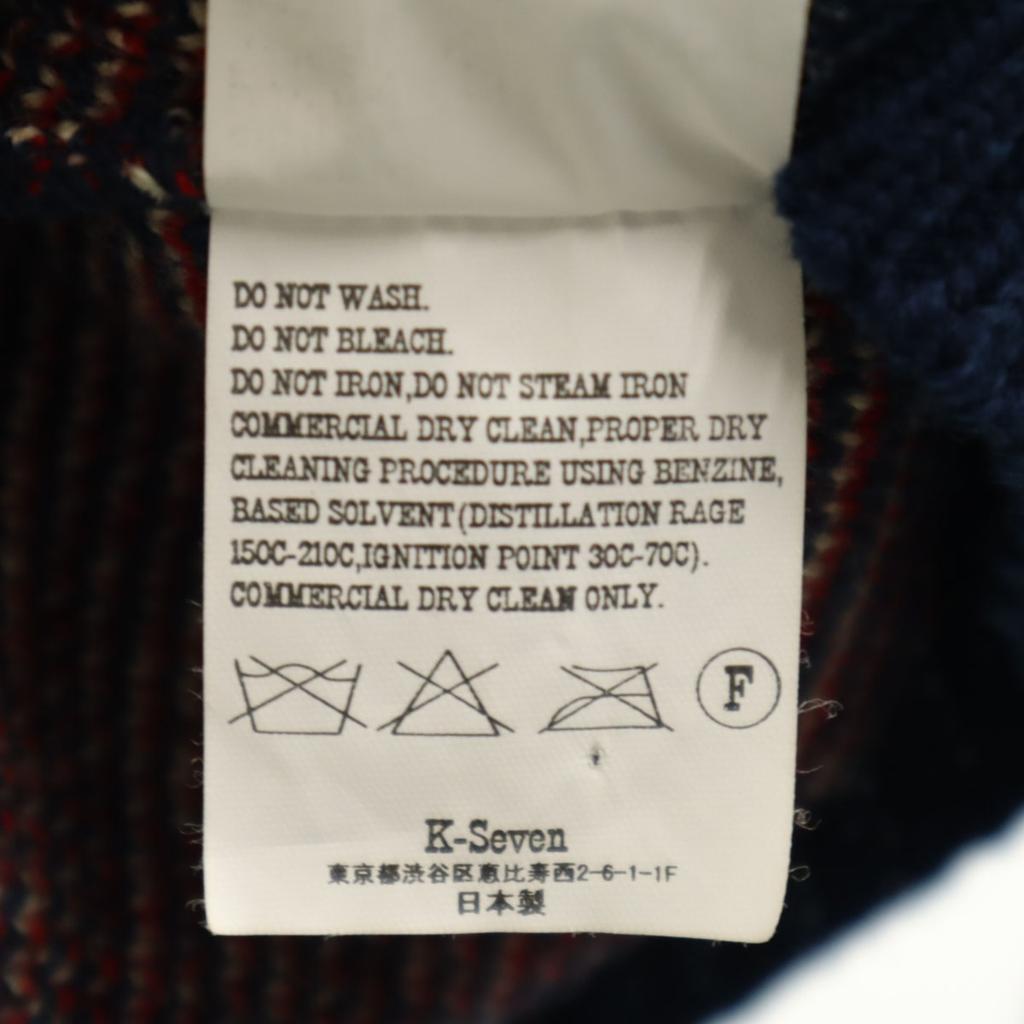 DO NOT WASH.
DO NOT BLEACH.
DO NOT IRON,DO NOT STEAM IRON
COMMERCIAL DRY CLEAN,PROPER DRY
CLEANING PROCEDURE USING BENZINE,
BASED SOLVENT(DISTILLATION RAGE
150C-210C,IGNITION POINT 30C-70C).
COMMERCIAL DRY CLEAN ONLY.
F
K-Seven
東京都渋谷区恵比寿西2-6-1-1F
日本製